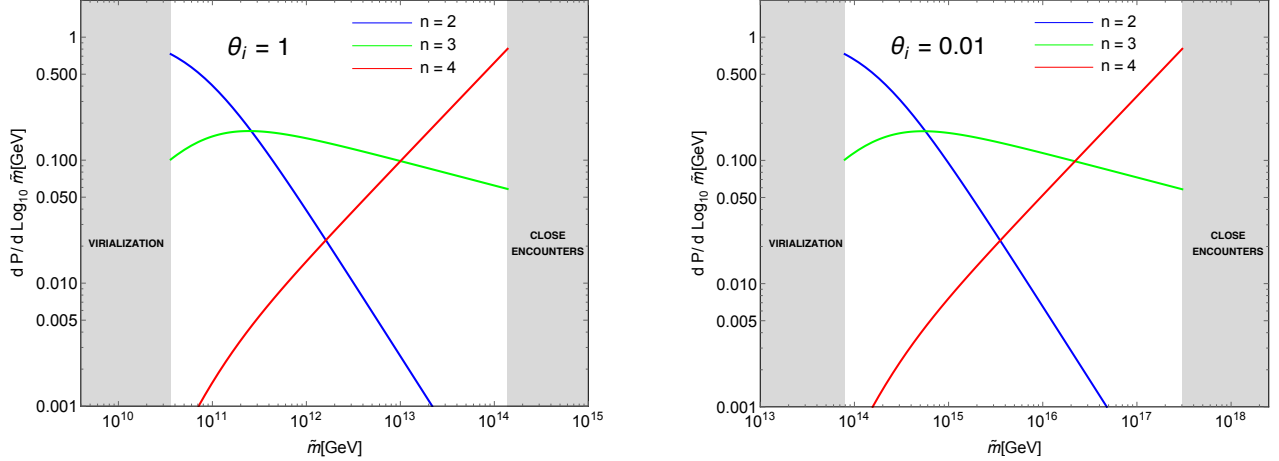 θi = 1
n = 2
n = 3
n = 4
1
0.500
0.100
0.050
0.010
0.005
0.001
d P/ d Log10 m̃[GeV]
VIRIALIZATION
CLOSE
ENCOUNTERS
10^10
10^11
10^12
10^13
10^14
10^15
m̃[GeV]
θi = 0.01
n = 2
n = 3
n = 4
1
0.500
0.100
0.050
0.010
0.005
0.001
d P/ d Log10 m̃[GeV]
VIRIALIZATION
CLOSE
ENCOUNTERS
10^13
10^14
10^15
10^16
10^17
10^18
m̃[GeV]